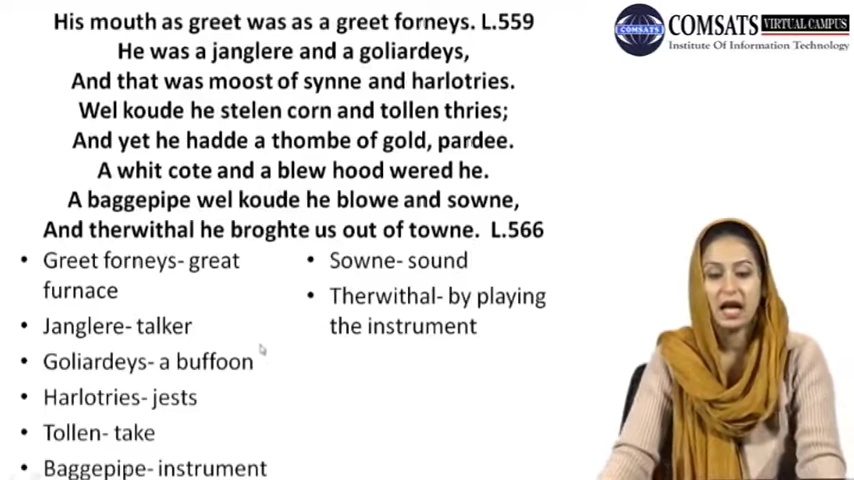 His mouth as greet was as a greet forneys. L.559
He was a janglere and a goliardeys,
And that was moost of synne and harlotries.
Wel koude he stelen corn and tollen thries;
And yet he hadde a thombe of gold, pardee.
A whit cote and a blew hood wered he.
A baggepipe wel koude he blowe and sowne,
And therwithal he broghte us out of towne. L.566
• Greet forneys- great
furnace
• Janglere- talker
• Goliardeys- a buffoon
• Harlotries- jests
• Tollen- take
• Baggepipe- instrument
• Sowne- sound
• Therwithal- by playing
the instrument
COMSATS
COMSATS VIRTUAL CAMPUS
Institute Of Information Technology